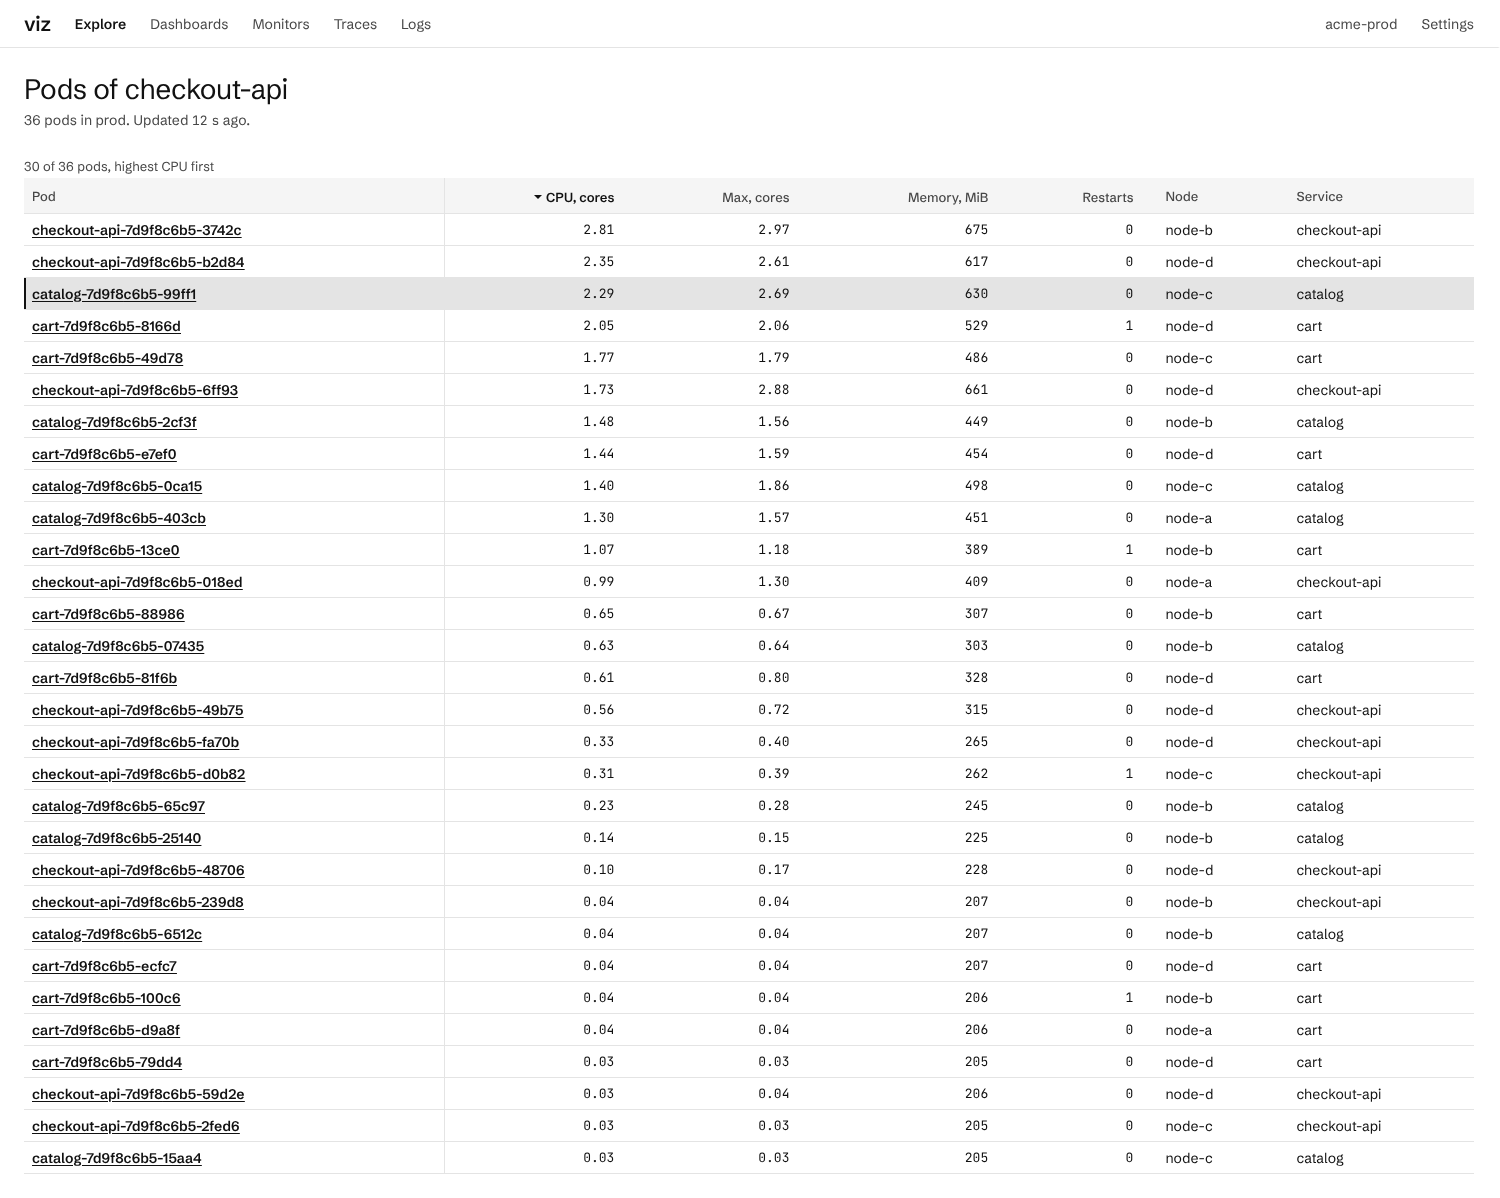 viz Explore Dashboards Monitors Traces Logs acme-prod Settings
Pods of checkout-api
36 pods in prod. Updated 12 s ago.
30 of 36 pods, highest CPU first
Pod CPU, cores Max, cores Memory, MiB Restarts Node Service
checkout-api-7d9f8c6b5-3742c 2.81 2.97 675 0 node-b checkout-api
checkout-api-7d9f8c6b5-b2d84 2.35 2.61 617 0 node-d checkout-api
catalog-7d9f8c6b5-99ff1 2.29 2.69 630 0 node-c catalog
cart-7d9f8c6b5-8166d 2.05 2.06 529 1 node-d cart
cart-7d9f8c6b5-49d78 1.77 1.79 486 0 node-c cart
checkout-api-7d9f8c6b5-6ff93 1.73 2.88 661 0 node-d checkout-api
catalog-7d9f8c6b5-2cf3f 1.48 1.56 449 0 node-b catalog
cart-7d9f8c6b5-e7ef0 1.44 1.59 454 0 node-d cart
catalog-7d9f8c6b5-0ca15 1.40 1.86 498 0 node-c catalog
catalog-7d9f8c6b5-403cb 1.30 1.57 451 0 node-a catalog
cart-7d9f8c6b5-13ce0 1.07 1.18 389 1 node-b cart
checkout-api-7d9f8c6b5-018ed 0.99 1.30 409 0 node-a checkout-api
cart-7d9f8c6b5-88986 0.65 0.67 307 0 node-b cart
catalog-7d9f8c6b5-07435 0.63 0.64 303 0 node-b catalog
cart-7d9f8c6b5-81f6b 0.61 0.80 328 0 node-d cart
checkout-api-7d9f8c6b5-49b75 0.56 0.72 315 0 node-d checkout-api
checkout-api-7d9f8c6b5-fa70b 0.33 0.40 265 0 node-d checkout-api
checkout-api-7d9f8c6b5-d0b82 0.31 0.39 262 1 node-c checkout-api
catalog-7d9f8c6b5-65c97 0.23 0.28 245 0 node-b catalog
catalog-7d9f8c6b5-25140 0.14 0.15 225 0 node-b catalog
checkout-api-7d9f8c6b5-48706 0.10 0.17 228 0 node-d checkout-api
checkout-api-7d9f8c6b5-239d8 0.04 0.04 207 0 node-b checkout-api
catalog-7d9f8c6b5-6512c 0.04 0.04 207 0 node-b catalog
cart-7d9f8c6b5-ecfc7 0.04 0.04 207 0 node-d cart
cart-7d9f8c6b5-100c6 0.04 0.04 206 1 node-b cart
cart-7d9f8c6b5-d9a8f 0.04 0.04 206 0 node-a cart
cart-7d9f8c6b5-79dd4 0.03 0.03 205 0 node-d cart
checkout-api-7d9f8c6b5-59d2e 0.03 0.04 206 0 node-d checkout-api
checkout-api-7d9f8c6b5-2fed6 0.03 0.03 205 0 node-c checkout-api
catalog-7d9f8c6b5-15aa4 0.03 0.03 205 0 node-c catalog